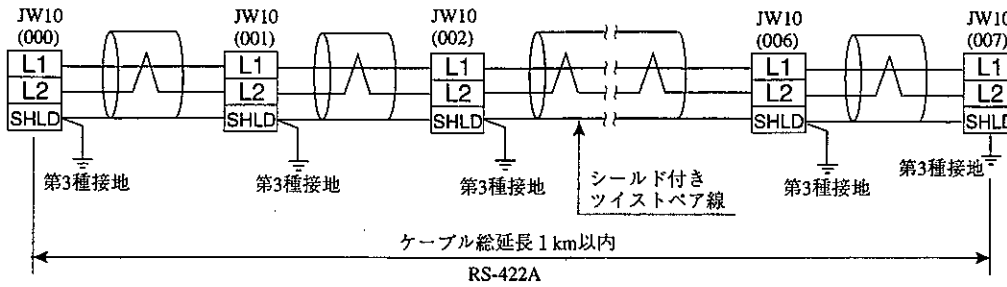 JW10 JW10 JW10 JW10 JW10
(000) (001) (002) (006) (007)
L1 L1 L1 L1 L1
L2 L2 L2 L2 L2
SHLD SHLD SHLD SHLD SHLD
第3種接地 第3種接地 第3種接地 第3種接地 第3種接地
シールド付き
ツイストペア線
ケーブル総延長1km以内
RS-422A